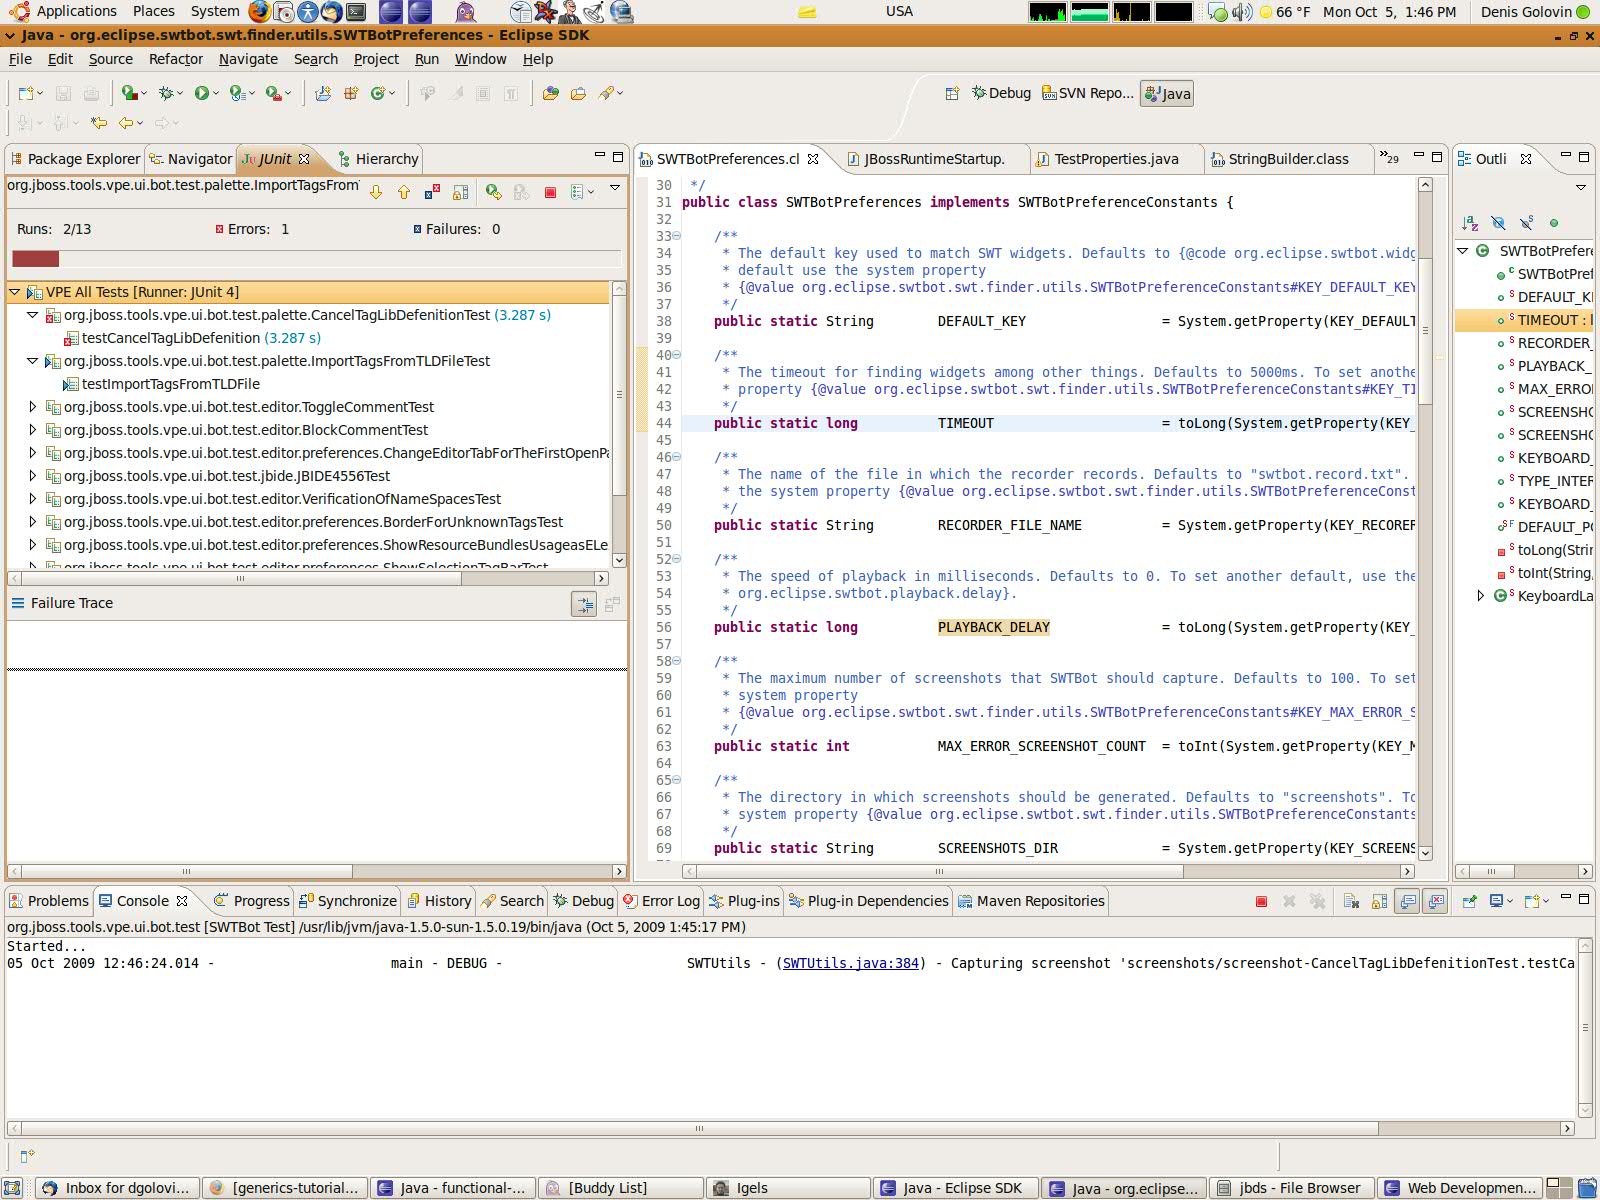 Applications Places System USA 66 °F Mon Oct 5, 1:46 PM Denis Golovin
Java - org.eclipse.swtbot.swt.finder.utils.SWTBotPreferences - Eclipse SDK
File Edit Source Refactor Navigate Search Project Run Window Help
Debug SVN Repo... Java
Package Explorer Navigator JUnit Hierarchy
org.jboss.tools.vpe.ui.bot.test.palette.ImportTagsFrom
Runs: 2/13 Errors: 1 Failures: 0
VPE All Tests [Runner: JUnit 4]
org.jboss.tools.vpe.ui.bot.test.palette.CancelTagLibDefenitionTest (3.287 s)
testCancelTagLibDefenition (3.287 s)
org.jboss.tools.vpe.ui.bot.test.palette.ImportTagsFromTLDFileTest
testImportTagsFromTLDFile
org.jboss.tools.vpe.ui.bot.test.editor.ToggleCommentTest
org.jboss.tools.vpe.ui.bot.test.editor.BlockCommentTest
org.jboss.tools.vpe.ui.bot.test.editor.preferences.ChangeEditorTabForTheFirstOpenPa
org.jboss.tools.vpe.ui.bot.test.jbide.JBIDE4556Test
org.jboss.tools.vpe.ui.bot.test.editor.VerificationOfNameSpacesTest
org.jboss.tools.vpe.ui.bot.test.editor.preferences.BorderForUnknownTagsTest
org.jboss.tools.vpe.ui.bot.test.editor.preferences.ShowResourceBundlesUsageasELe
org.jboss.tools.vpe.ui.bot.test.editor.preferences.ShowSelectionTagBarTest
Failure Trace
SWTBotPreferences.cl JBossRuntimeStartup. TestProperties.java StringBuilder.class »29
30 */
31 public class SWTBotPreferences implements SWTBotPreferenceConstants {
32
33 /**
34 * The default key used to match SWT widgets. Defaults to {@code org.eclipse.swtbot.widg
35 * default use the system property
36 * {@value org.eclipse.swtbot.swt.finder.utils.SWTBotPreferenceConstants#KEY_DEFAULT_KEY
37 */
38 public static String DEFAULT_KEY = System.getProperty(KEY_DEFAULT
39
40 /**
41 * The timeout for finding widgets among other things. Defaults to 5000ms. To set anothe
42 * property {@value org.eclipse.swtbot.swt.finder.utils.SWTBotPreferenceConstants#KEY_TI
43 */
44 public static long TIMEOUT = toLong(System.getProperty(KEY_
45
46 /**
47 * The name of the file in which the recorder records. Defaults to "swtbot.record.txt".
48 * the system property {@value org.eclipse.swtbot.swt.finder.utils.SWTBotPreferenceConst
49 */
50 public static String RECORDER_FILE_NAME = System.getProperty(KEY_RECORER
51
52 /**
53 * The speed of playback in milliseconds. Defaults to 0. To set another default, use the
54 * org.eclipse.swtbot.playback.delay}.
55 */
56 public static long PLAYBACK_DELAY = toLong(System.getProperty(KEY_
57
58 /**
59 * The maximum number of screenshots that SWTBot should capture. Defaults to 100. To set
60 * system property
61 * {@value org.eclipse.swtbot.swt.finder.utils.SWTBotPreferenceConstants#KEY_MAX_ERROR_S
62 */
63 public static int MAX_ERROR_SCREENSHOT_COUNT = toInt(System.getProperty(KEY_M
64
65 /**
66 * The directory in which screenshots should be generated. Defaults to "screenshots". To
67 * system property {@value org.eclipse.swtbot.swt.finder.utils.SWTBotPreferenceConstants
68 */
69 public static String SCREENSHOTS_DIR = System.getProperty(KEY_SCREENS
Outli
SWTBotPrefere
SWTBotPref
DEFAULT_KE
TIMEOUT : l
RECORDER_
PLAYBACK_
MAX_ERROR
SCREENSHO
SCREENSHO
KEYBOARD_
TYPE_INTER
KEYBOARD_
DEFAULT_PO
toLong(Strin
toInt(String,
KeyboardLa
Problems Console Progress Synchronize History Search Debug Error Log Plug-ins Plug-in Dependencies Maven Repositories
org.jboss.tools.vpe.ui.bot.test [SWTBot Test] /usr/lib/jvm/java-1.5.0-sun-1.5.0.19/bin/java (Oct 5, 2009 1:45:17 PM)
Started...
05 Oct 2009 12:46:24.014 - main - DEBUG - SWTUtils - (SWTUtils.java:384) - Capturing screenshot 'screenshots/screenshot-CancelTagLibDefenitionTest.testCa
Inbox for dgolovi... [generics-tutorial... Java - functional-... [Buddy List] Igels Java - Eclipse SDK Java - org.eclipse... jbds - File Browser Web Developmen...